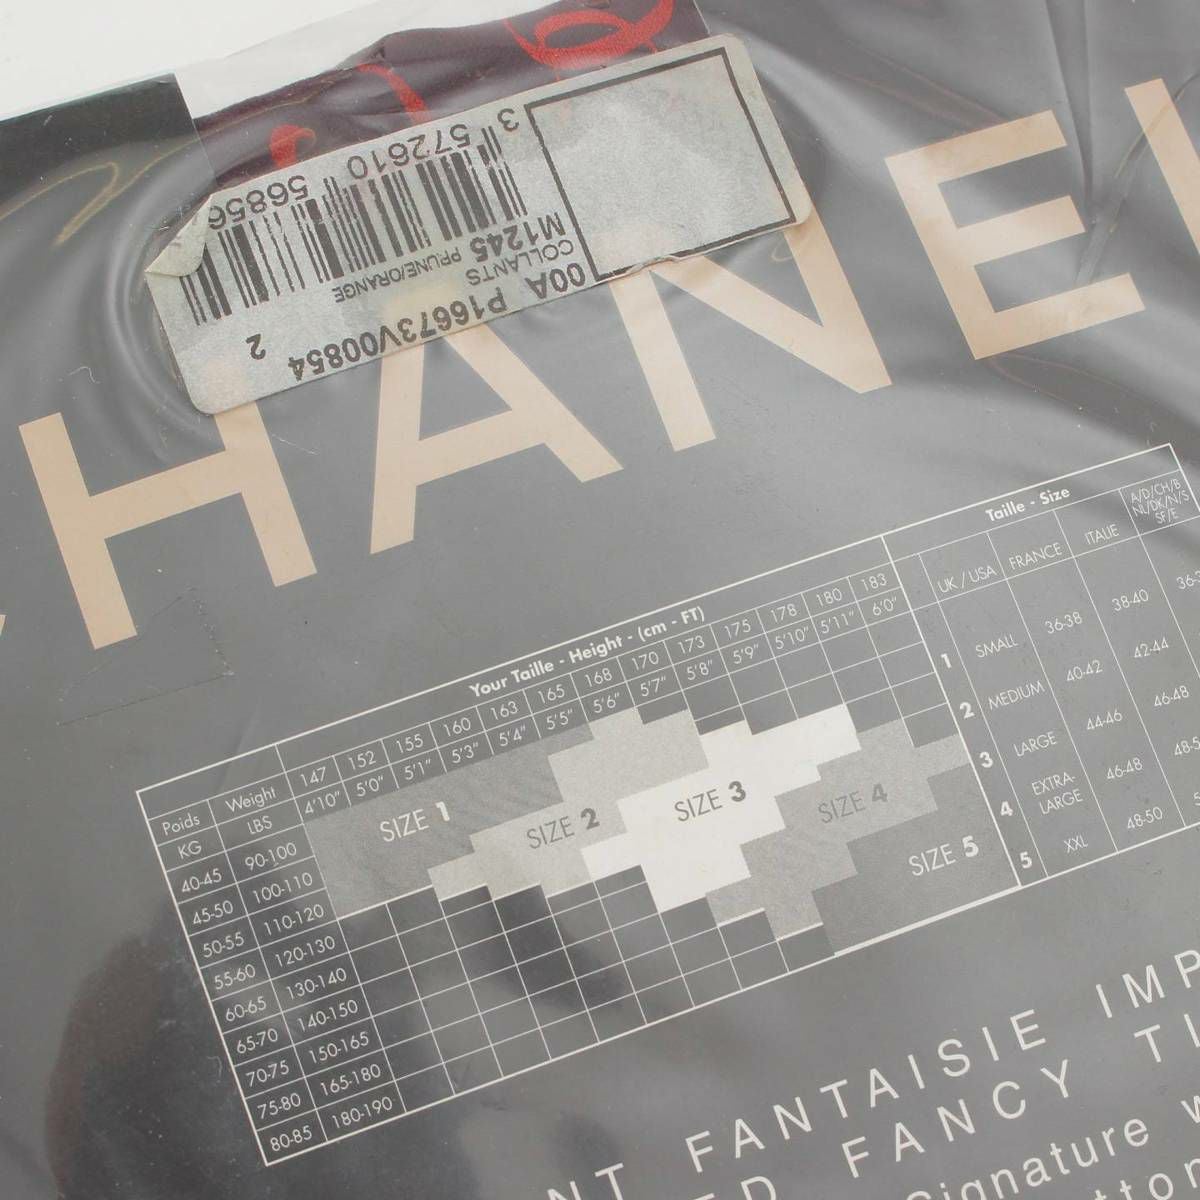 00A P16673V00854
COLLANTS
M1245 PRUNE/ORANGE
2
3 572610 56856
CHANEL
Taille - Size
Your Taille - Height - (cm - FT)
UK / USA FRANCE ITALIE A/D/CH/B NL/DK/N/S SF/E
Poids Weight 147 152 155 160 163 165 168 170 173 175 178 180 183
KG LBS 4'10" 5'0" 5'1" 5'3" 5'4" 5'5" 5'6" 5'7" 5'8" 5'9" 5'10" 5'11" 6'0"
40-45 90-100
45-50 100-110
50-55 110-120
55-60 120-130
60-65 130-140
65-70 140-150
70-75 150-165
75-80 165-180
80-85 180-190
SIZE 1
SIZE 2
SIZE 3
SIZE 4
SIZE 5
1 SMALL 36-38 38-40
2 MEDIUM 40-42 42-44
3 LARGE 44-46 46-48
4 EXTRA-LARGE 46-48
5 XXL 48-50
NT FANTAISIE IMP
ED FANCY TI
Signature w